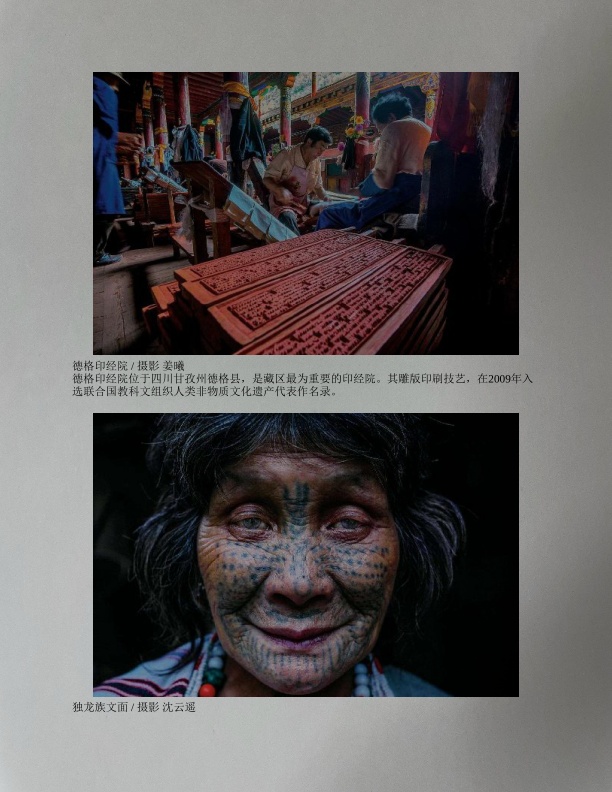 德格印经院 / 摄影 姜曦
德格印经院位于四川甘孜州德格县，是藏区最为重要的印经院。其雕版印刷技艺，在2009年入
选联合国教科文组织人类非物质文化遗产代表作名录。
独龙族文面 / 摄影 沈云遥